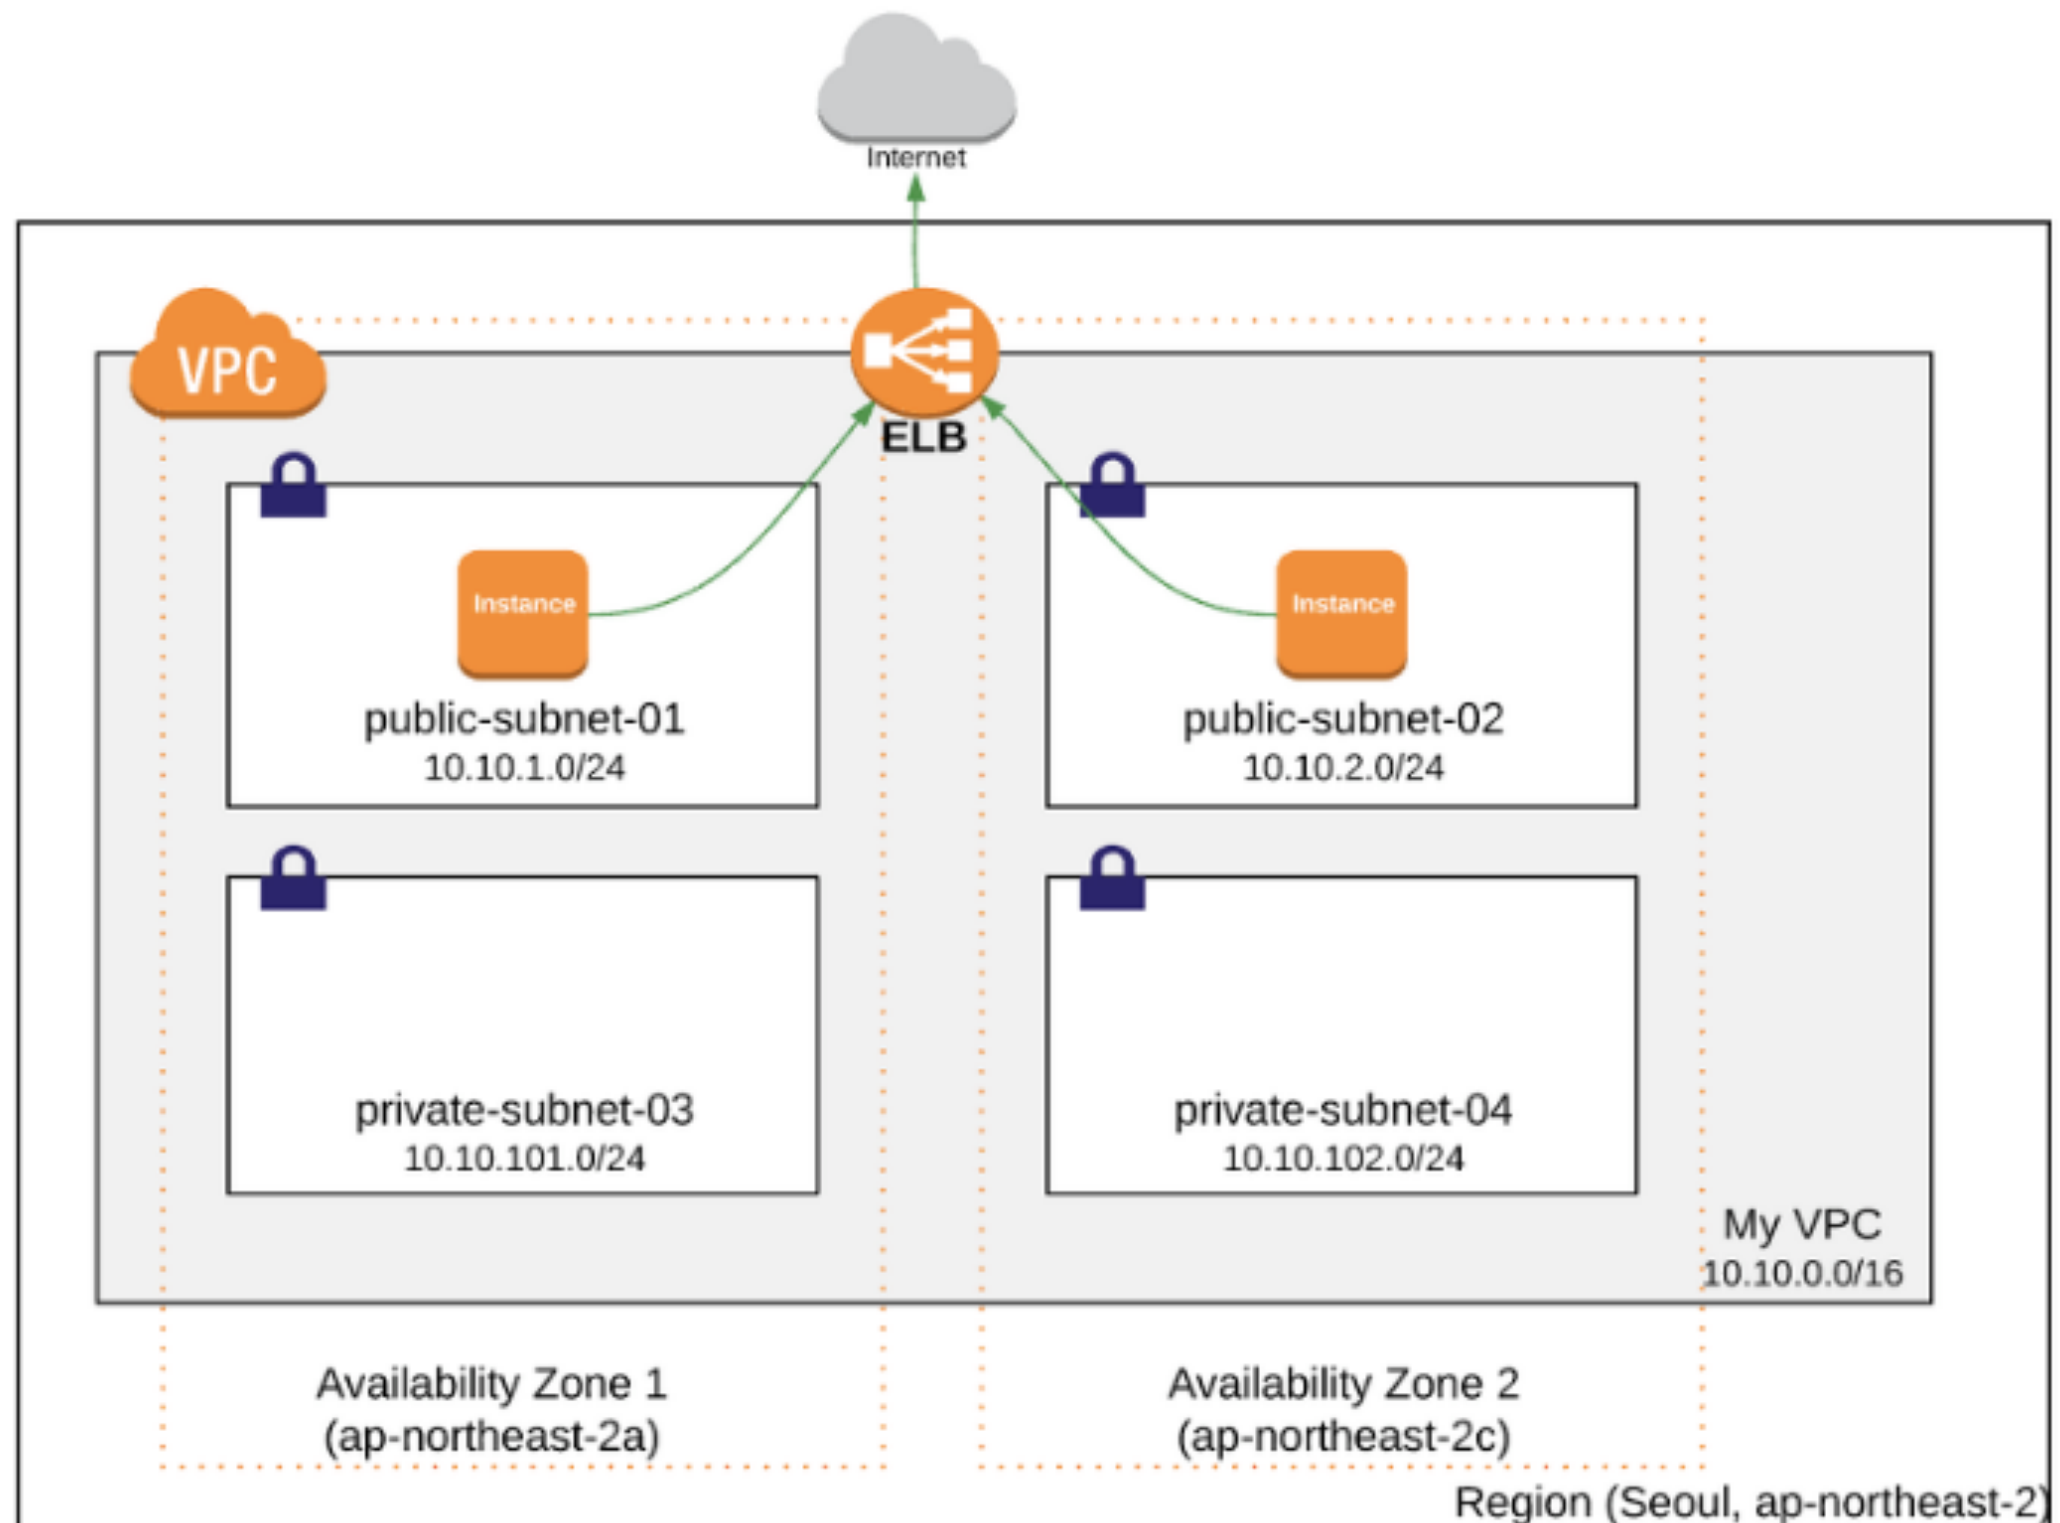 Internet
VPC
ELB
Instance
public-subnet-01
10.10.1.0/24
Instance
public-subnet-02
10.10.2.0/24
private-subnet-03
10.10.101.0/24
private-subnet-04
10.10.102.0/24
My VPC
10.10.0.0/16
Availability Zone 1
(ap-northeast-2a)
Availability Zone 2
(ap-northeast-2c)
Region (Seoul, ap-northeast-2)